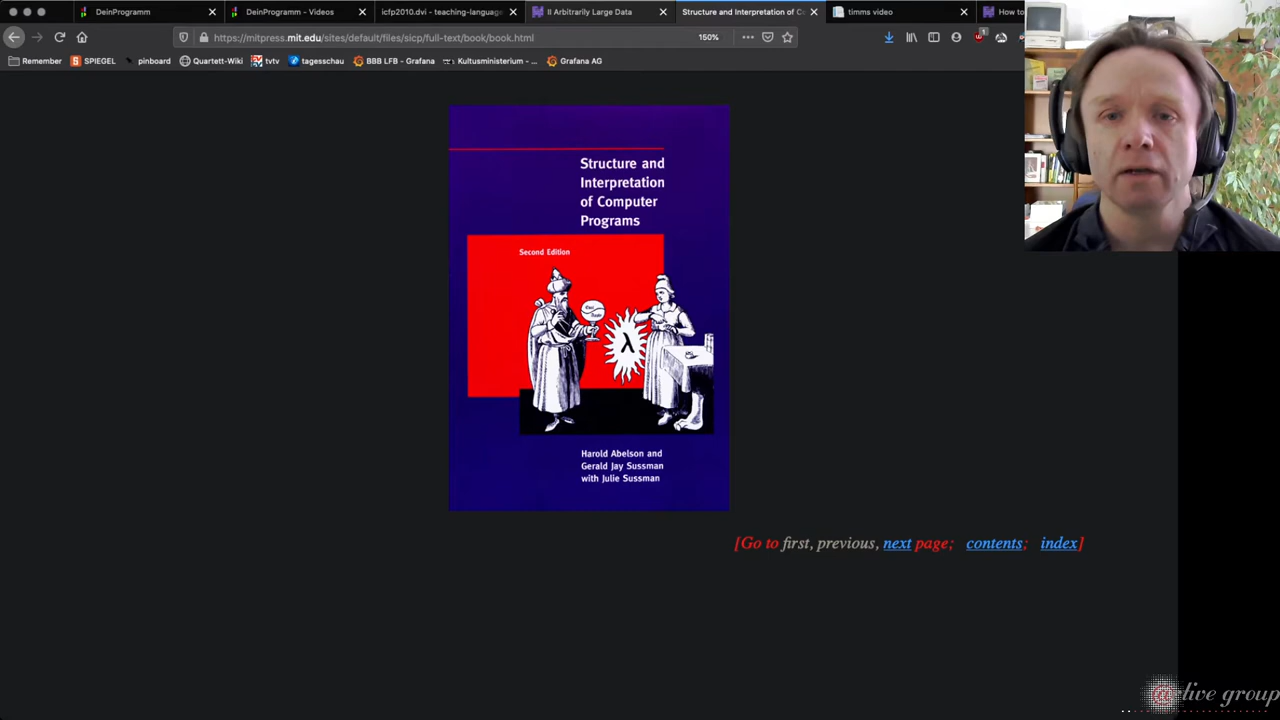 DeinProgramm
DeinProgramm - Videos
icfp2010.dvi - teaching-language
II Arbitrarily Large Data
Structure and Interpretation of C
timms video
How to
https://mitpress.mit.edu/sites/default/files/sicp/full-text/book/book.html
150%
Remember
SPIEGEL
pinboard
Quartett-Wiki
tvtv
tagesschau
BBB LFB - Grafana
Kultusministerium - ...
Grafana AG
Structure and
Interpretation
of Computer
Programs
Second Edition
λ
Harold Abelson and
Gerald Jay Sussman
with Julie Sussman
[Go to first, previous, next page; contents; index]
live group